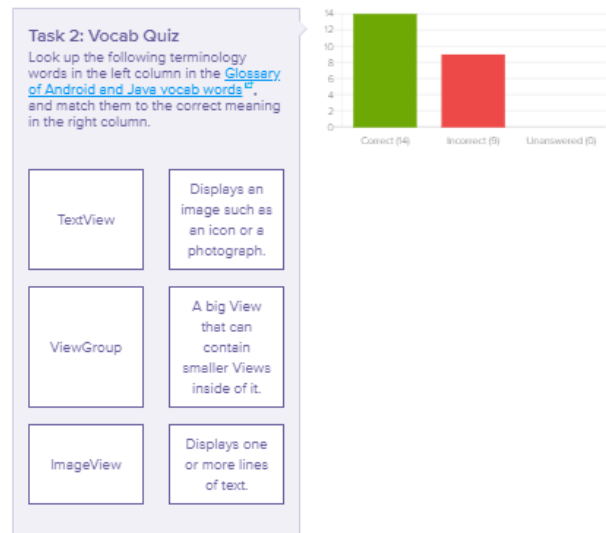 Task 2: Vocab Quiz
Look up the following terminology
words in the left column in the Glossary
of Android and Java vocab words,
and match them to the correct meaning
in the right column.
TextView
Displays an
image such as
an icon or a
photograph.
ViewGroup
A big View
that can
contain
smaller Views
inside of it.
ImageView
Displays one
or more lines
of text.
14
12
10
8
6
4
2
0
Correct (14)
Incorrect (9)
Unanswered (0)